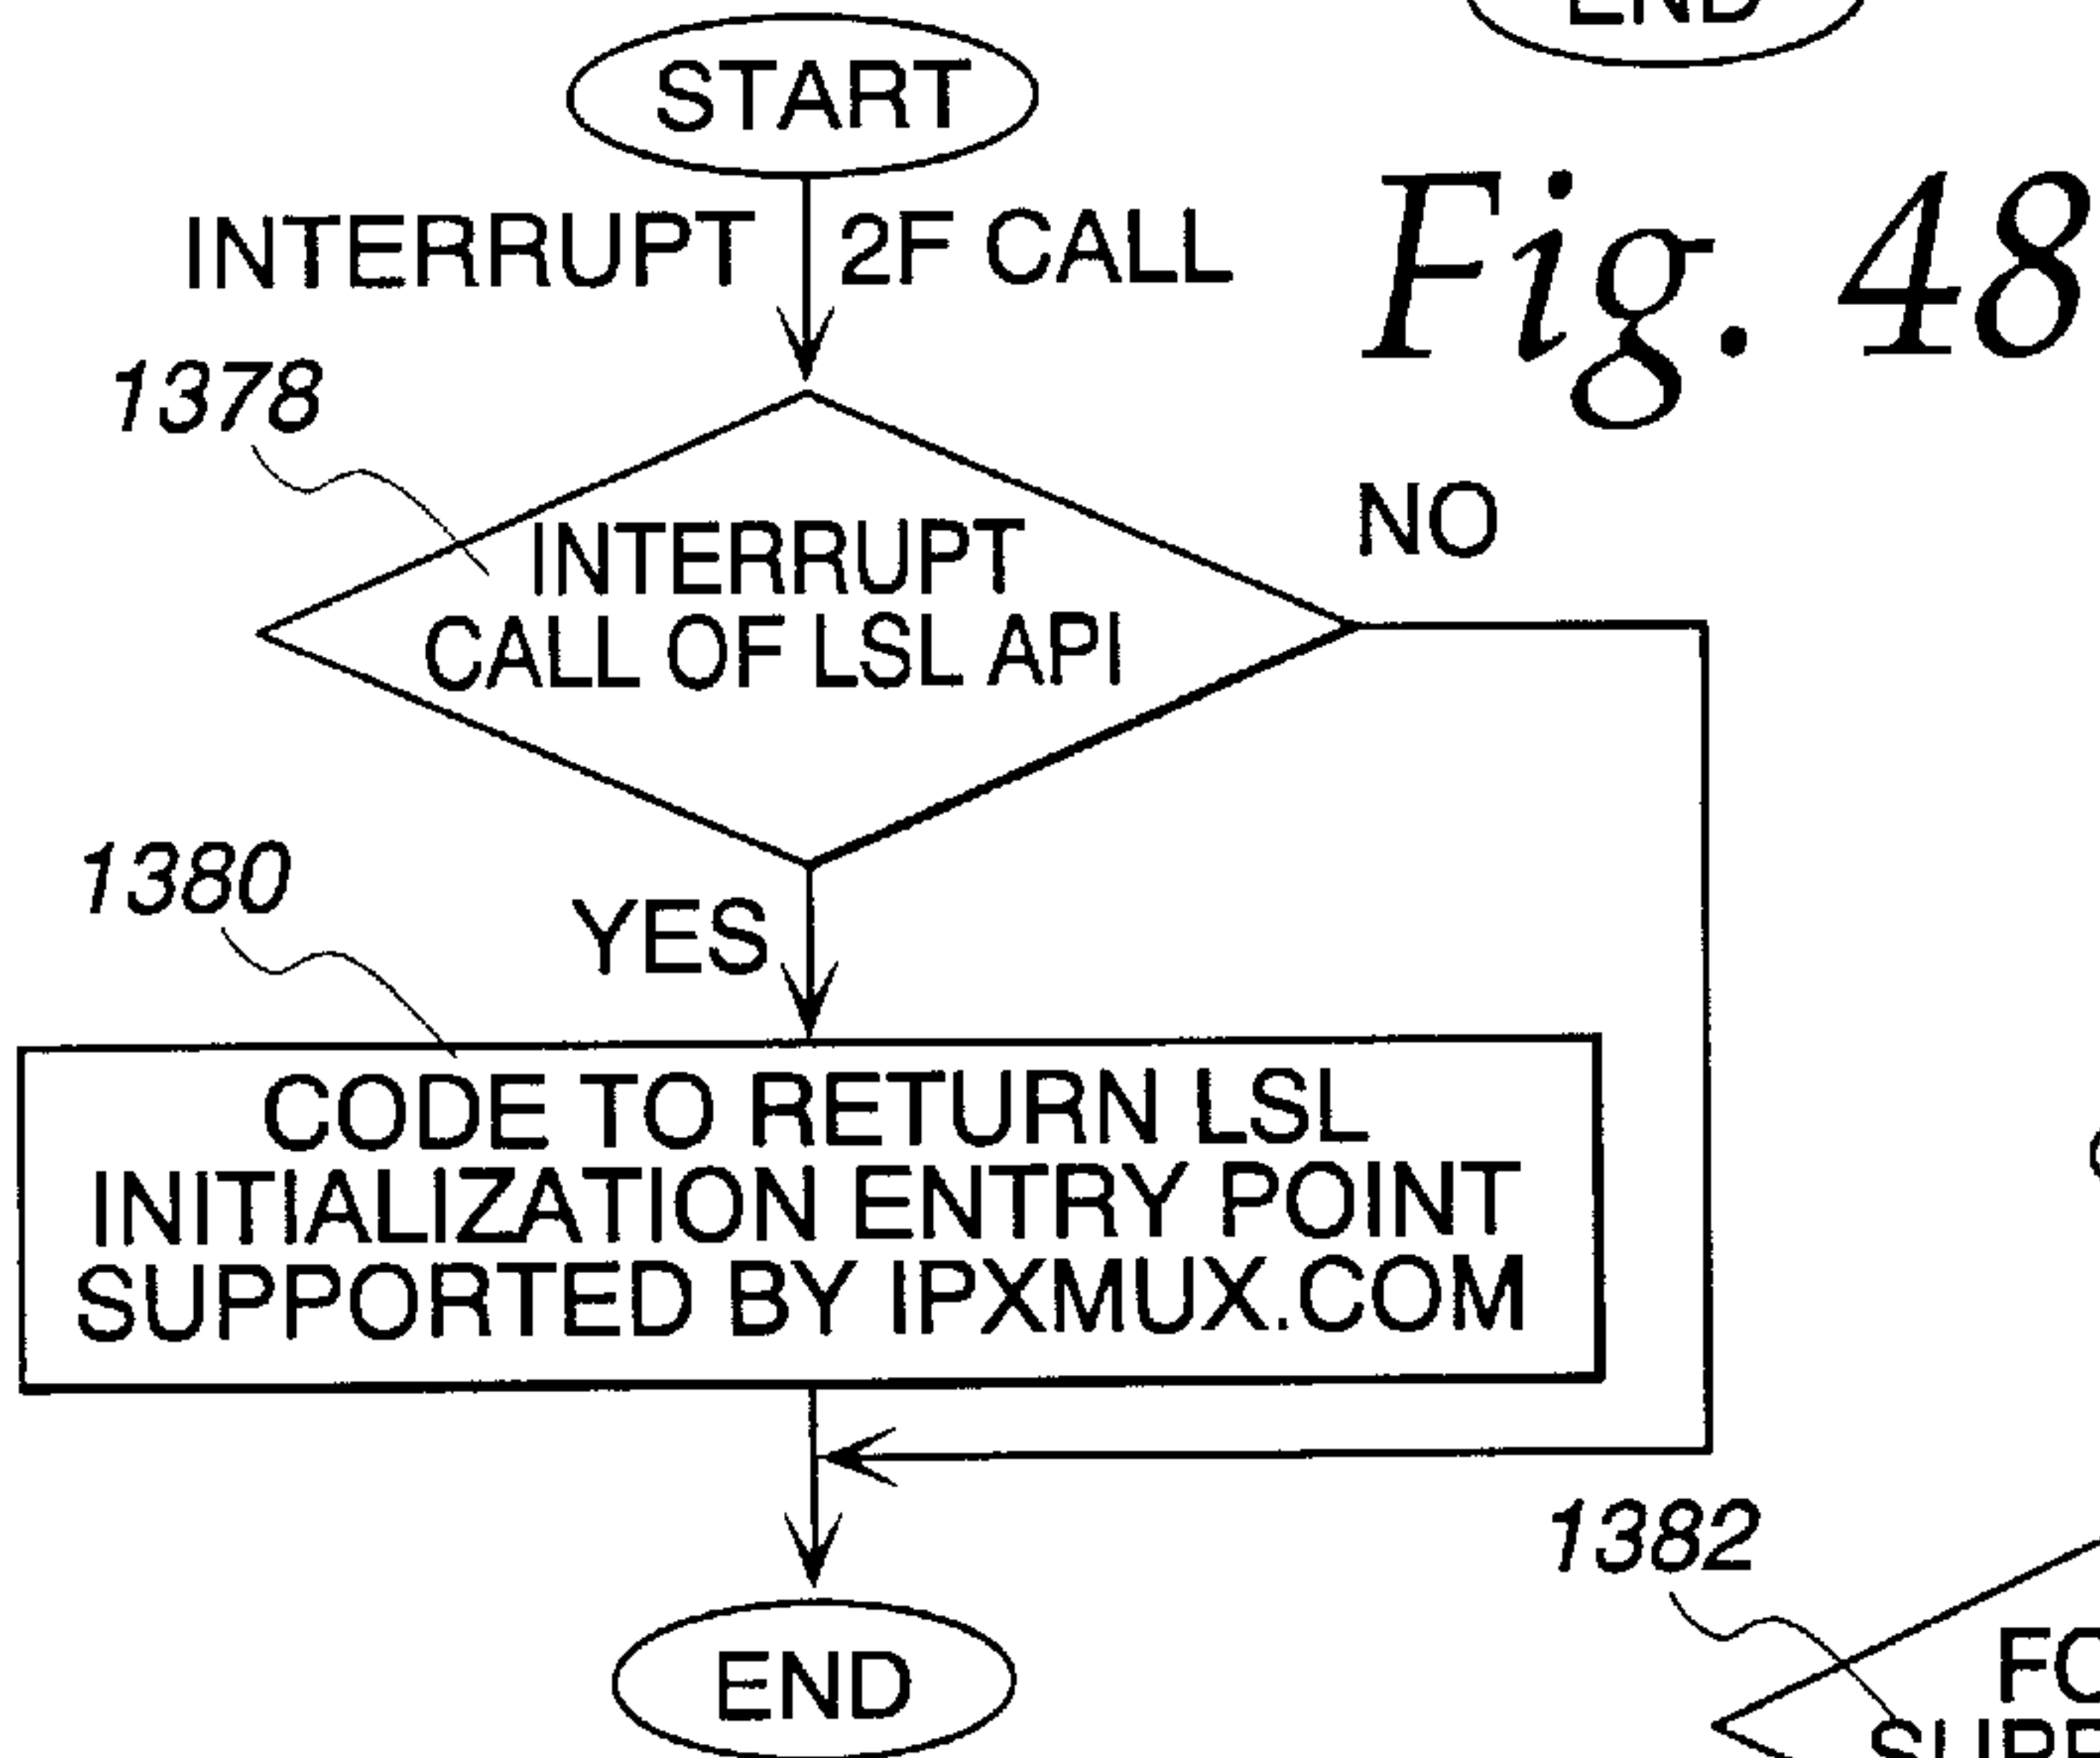 END
START
Fig. 48
INTERRUPT 2F CALL
1378
NO
INTERRUPT
CALL OF LSL API
1380
YES
CODE TO RETURN LSL
INITIALIZATION ENTRY POINT
SUPPORTED BY IPXMUX.COM
1382
END